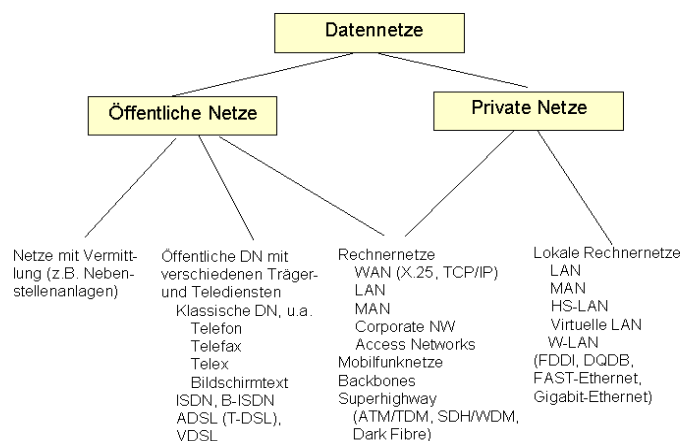 Datennetze
Öffentliche Netze
Private Netze
Netze mit Vermitt-
lung (z.B. Neben-
stellenanlagen)
Öffentliche DN mit
verschiedenen Träger-
und Telediensten
Klassische DN, u.a.
Telefon
Telefax
Telex
Bildschirmtext
ISDN, B-ISDN
ADSL (T-DSL),
VDSL
Rechnernetze
WAN (X.25, TCP/IP)
LAN
MAN
Corporate NW
Access Networks
Mobilfunknetze
Backbones
Superhighway
(ATM/TDM, SDH/WDM,
Dark Fibre)
Lokale Rechnernetze
LAN
MAN
HS-LAN
Virtuelle LAN
W-LAN
(FDDI, DQDB,
FAST-Ethernet,
Gigabit-Ethernet)